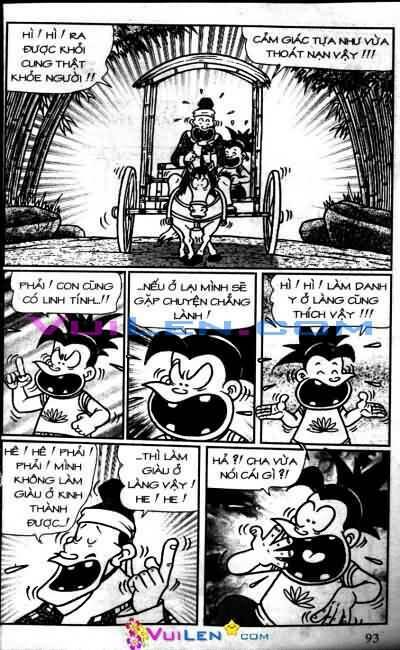 HÌ! HÌ! RA
ĐƯỢC KHỎI
CUNG THẬT
KHỎE NGƯỜI!!
CẢM GIÁC TỰA NHƯ VỪA
THOÁT NẠN VẬY!!!
PHẢI! CON CŨNG
CÓ LINH TÍNH..!!
...NẾU Ở LẠI MÌNH SẼ
GẶP CHUYỆN CHẲNG
LÀNH!
HÌ! HÌ! LÀM DANH
Y Ở LÀNG CŨNG
THÍCH VẬY!!!
VUILEN.COM
HÊ! HÊ! PHẢI!
PHẢI! MÌNH
KHÔNG LÀM
GIÀU Ở KINH
THÀNH
ĐƯỢC..!
...THÌ LÀM
GIÀU Ở
LÀNG VẬY!
HE! HE!
HẢ?! CHA VỪA
NÓI CÁI GÌ?!
93
VUILEN.COM